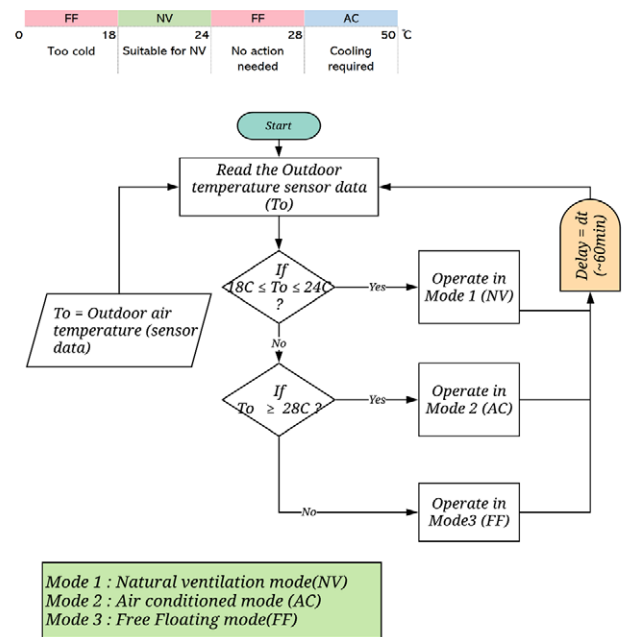 FF NV FF AC
0 18 24 28 50 °C
Too cold Suitable for NV No action Cooling
needed required
Start
Read the Outdoor
temperature sensor data
(To)
If
18C ≤ To ≤ 24C
?
Yes
Operate in
Mode 1 (NV)
Delay = dt
(~60min)
To = Outdoor air
temperature (sensor
data)
No
If
To ≥ 28C ?
Yes
Operate in
Mode 2 (AC)
No
Operate in
Mode3 (FF)
Mode 1 : Natural ventilation mode(NV)
Mode 2 : Air conditioned mode (AC)
Mode 3 : Free Floating mode(FF)